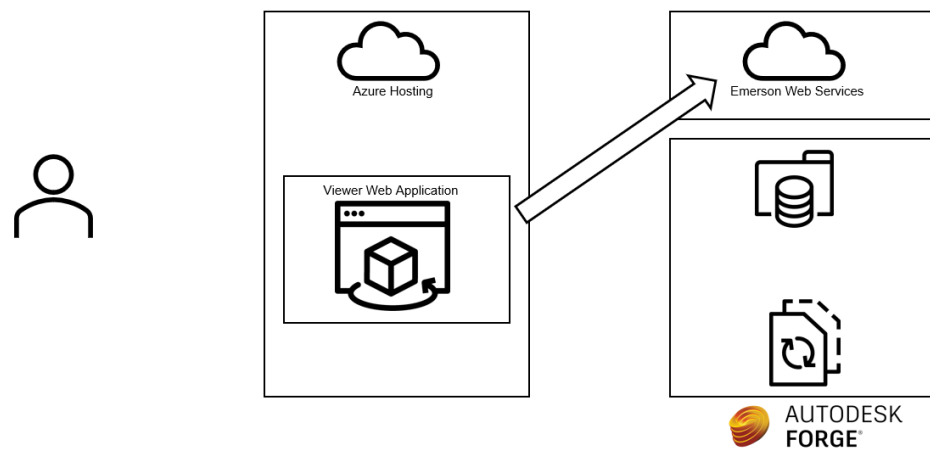 Azure Hosting
Emerson Web Services
Viewer Web Application
AUTODESK
FORGE®